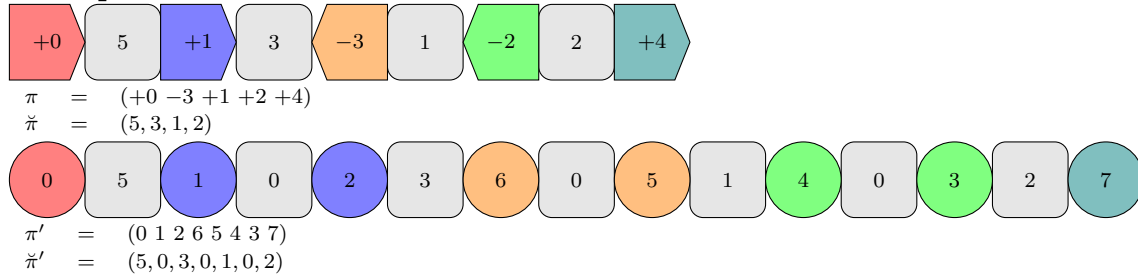 +0 5 +1 3 −3 1 −2 2 +4
π = (+0 −3 +1 +2 +4)
π̆ = (5, 3, 1, 2)
0 5 1 0 2 3 6 0 5 1 4 0 3 2 7
π′ = (0 1 2 6 5 4 3 7)
π̆′ = (5, 0, 3, 0, 1, 0, 2)